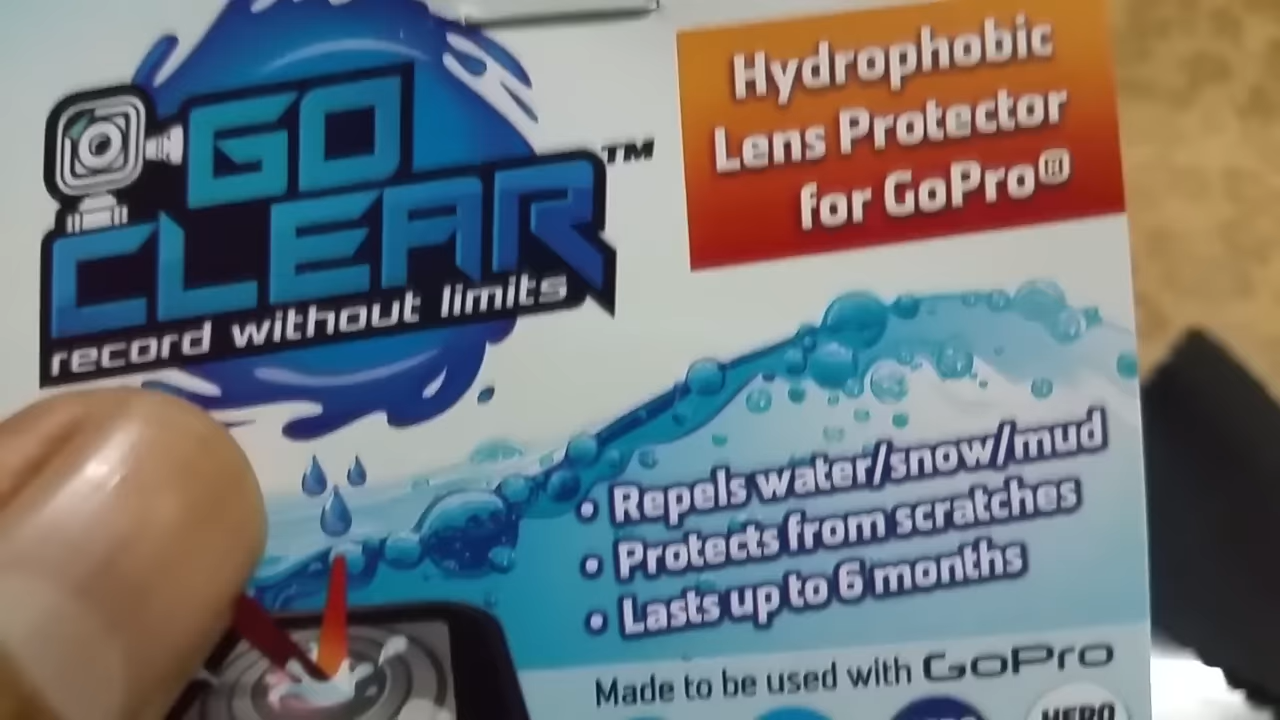 GO
CLEAR™
record without limits
Hydrophobic
Lens Protector
for GoPro®
• Repels water/snow/mud
• Protects from scratches
• Lasts up to 6 months
Made to be used with GoPro
HERO